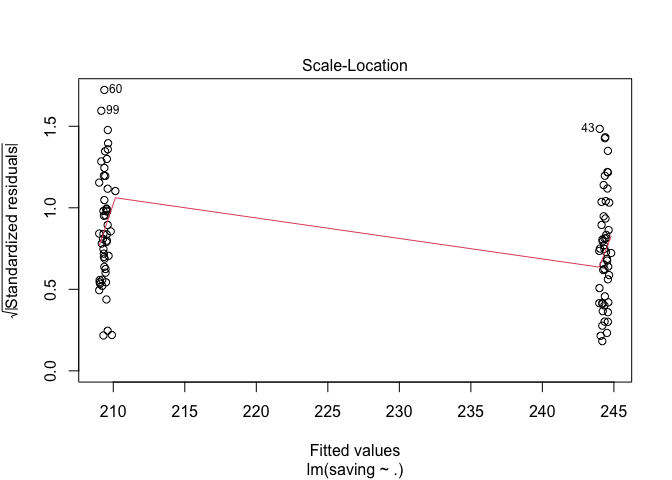 Scale-Location
60
99
43
√|Standardized residuals|
0.0 0.5 1.0 1.5
210 215 220 225 230 235 240 245
Fitted values
lm(saving ~ .)